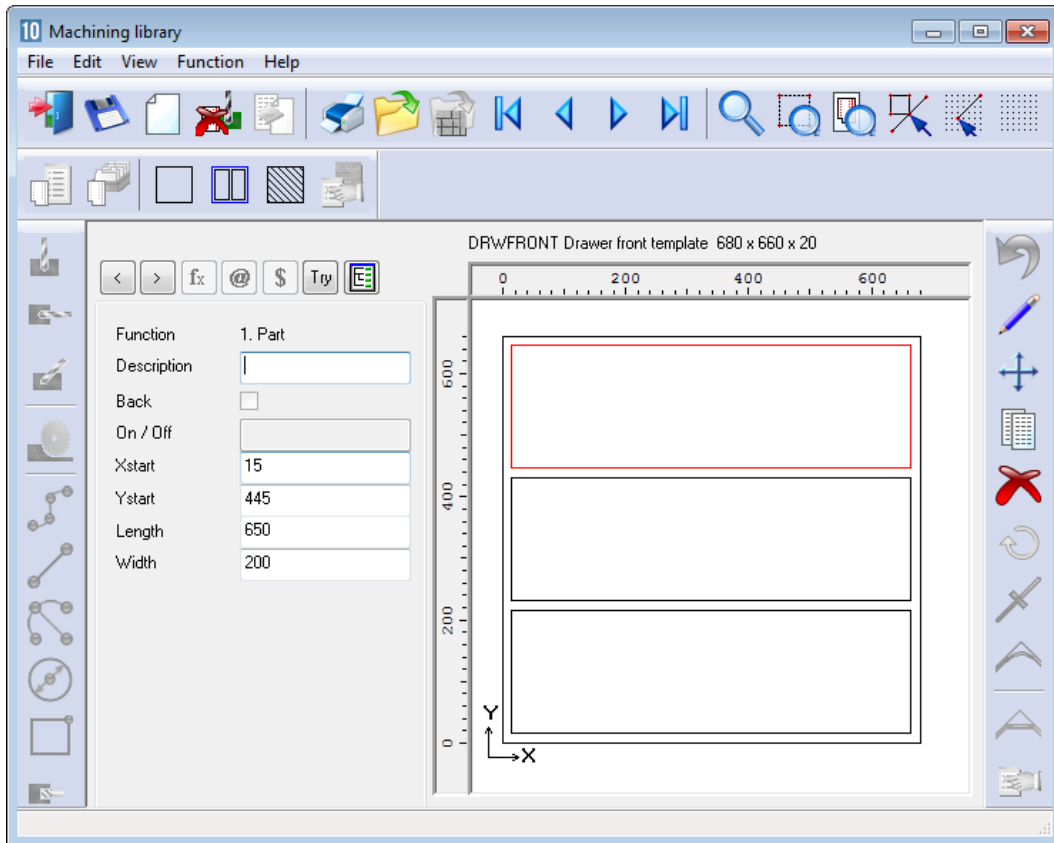 10 Machining library
File Edit View Function Help
DRWFRONT Drawer front template 680 x 660 x 20
< > fx @ $ Try
0 200 400 600
Function 1. Part
Description
Back
On / Off
Xstart 15
Ystart 445
Length 650
Width 200
600
400
200
0
Y
X